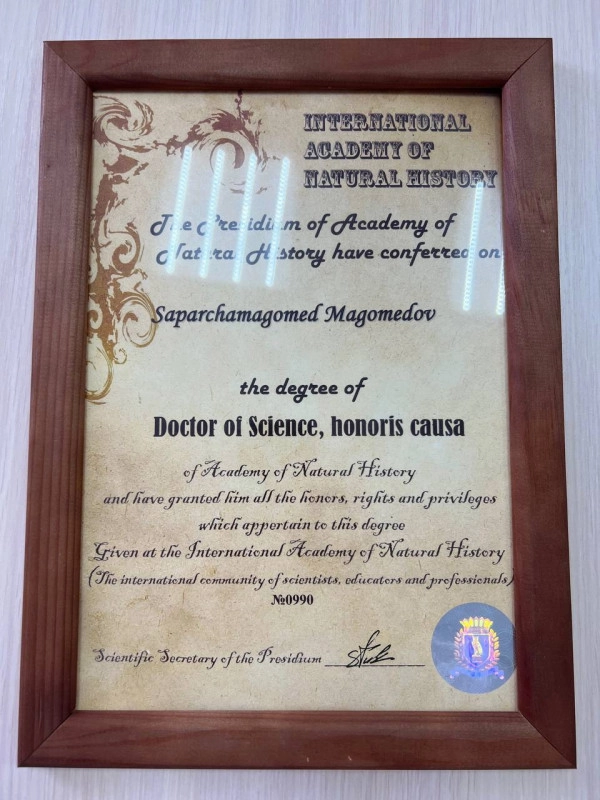 INTERNATIONAL
ACADEMY OF
NATURAL HISTORY
The Presidium of Academy of
Natural History have conferred on
Saparchamagomed Magomedov
the degree of
Doctor of Science, honoris causa
of Academy of Natural History
and have granted him all the honors, rights and privileges
which appertain to this degree
Given at the International Academy of Natural History
(The international community of scientists, educators and professionals)
№0990
Scientific Secretary of the Presidium